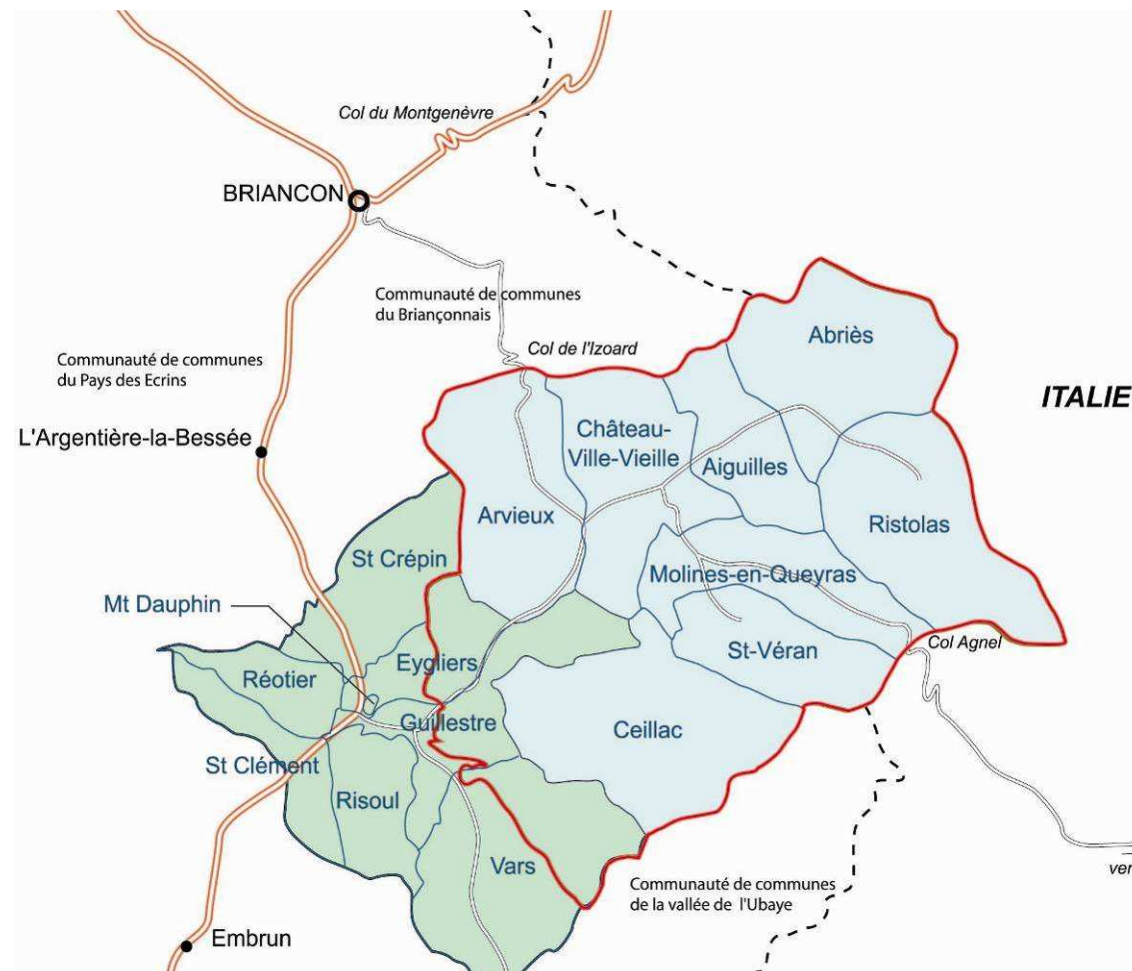 Col du Montgenèvre
BRIANCON
Communauté de communes
du Briançonnais
Col de l'Izoard
Abriès
Communauté de communes
du Pays des Ecrins
ITALIE
L'Argentière-la-Bessée
Château-
Ville-Vieille
Aiguilles
Arvieux
Ristolas
St Crépin
Molines-en-Queyras
Mt Dauphin
Col Agnel
St-Véran
Eygliers
Réotier
Guillestre
Ceillac
St Clément
Risoul
Vars
ver
Communauté de communes
de la vallée de l'Ubaye
Embrun